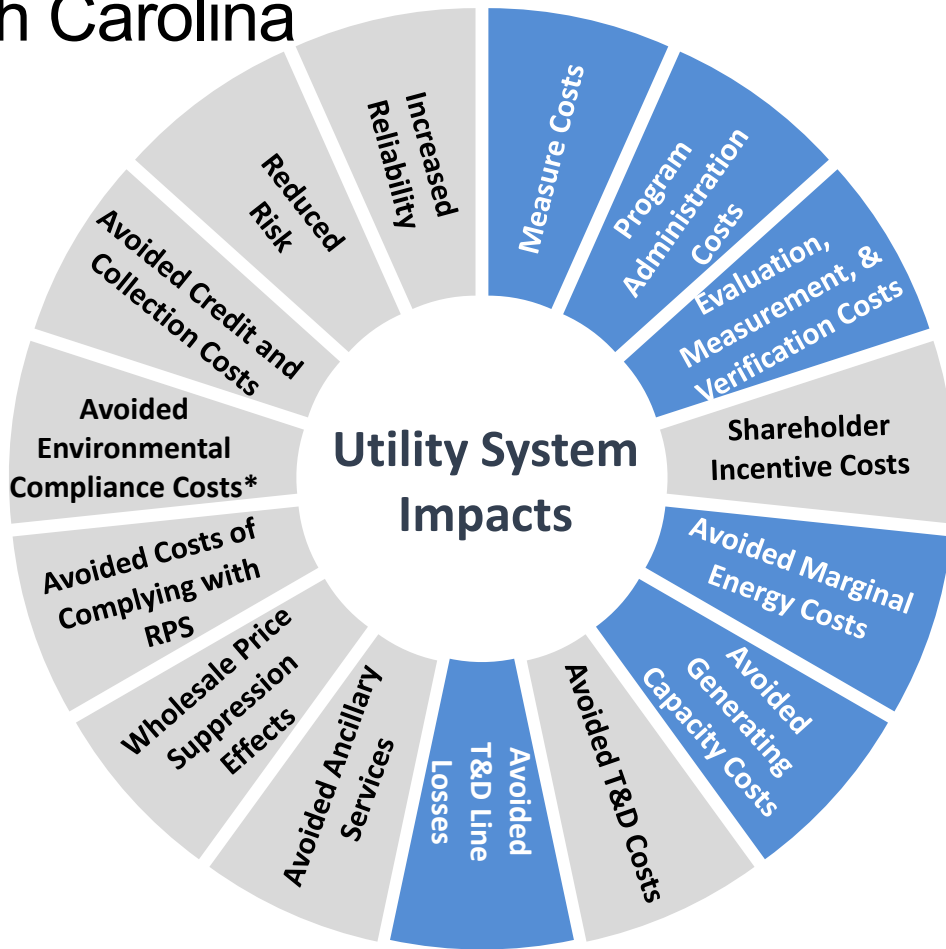 h Carolina
Measure Costs
Program
Administration
Costs
Evaluation,
Measurement, &
Verification Costs
Shareholder
Incentive Costs
Avoided Marginal
Energy Costs
Avoided
Generating
Capacity Costs
Avoided T&D Costs
Avoided
T&D Line
Losses
Avoided Ancillary
Services
Wholesale Price
Suppression
Effects
Avoided Costs of
Complying with
RPS
Avoided
Environmental
Compliance Costs*
Avoided Credit and
Collection Costs
Reduced
Risk
Increased
Reliability
Utility System
Impacts